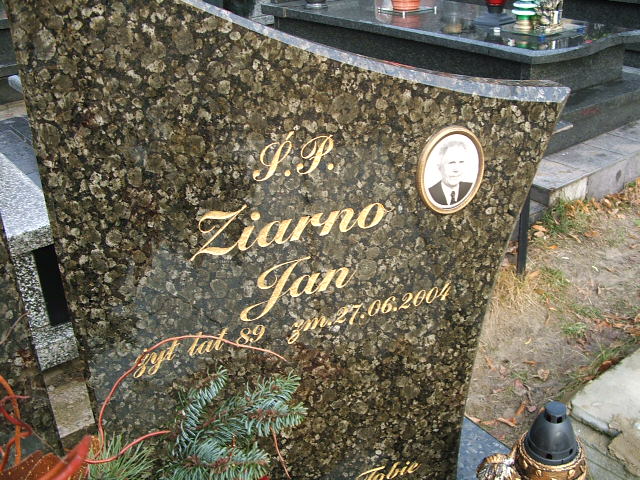 Ś.P.
Ziarno
Jan
żył lat 89 zm.27.06.2004
Tobie